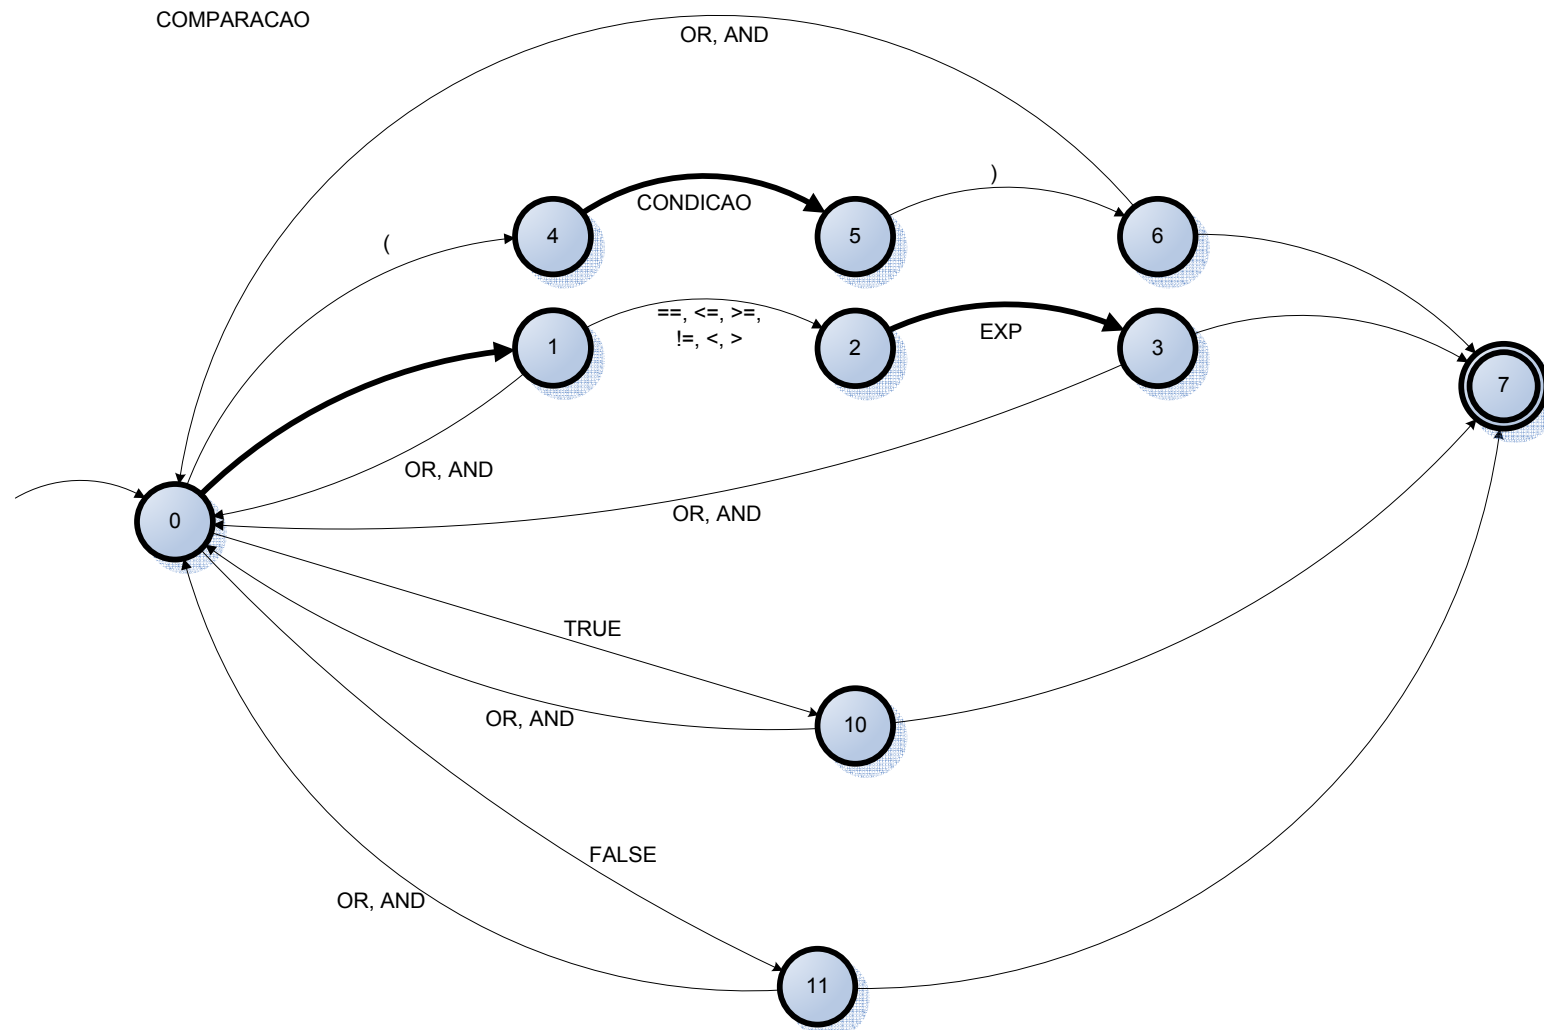 COMPARACAO
OR, AND
)
CONDICAO
(
4
5
6
==, <=, >=,
!=, <, >
EXP
1
2
3
7
OR, AND
OR, AND
0
TRUE
OR, AND
10
FALSE
OR, AND
11